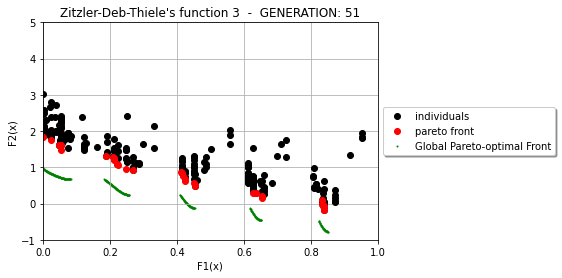 Zitzler-Deb-Thiele's function 3 - GENERATION: 51
5
4
3
2
1
0
−1
F2(x)
0.0 0.2 0.4 0.6 0.8 1.0
F1(x)
individuals
pareto front
Global Pareto-optimal Front